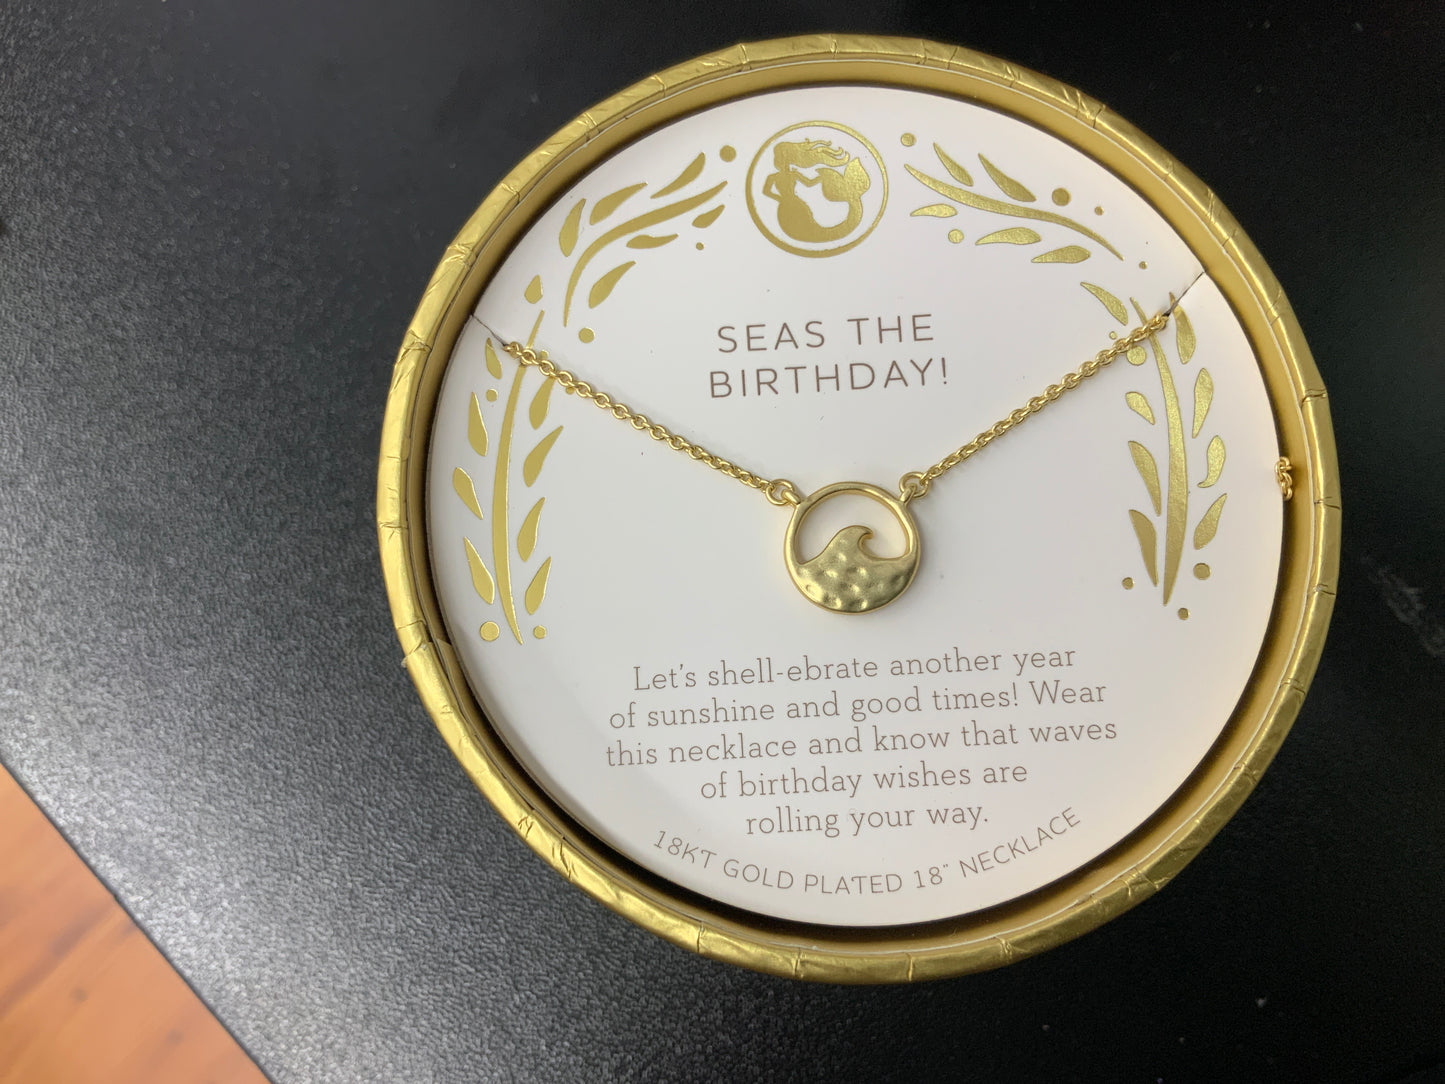 SEAS THE
BIRTHDAY!
Let's shell-ebrate another year
of sunshine and good times! Wear
this necklace and know that waves
of birthday wishes are
rolling your way.
18KT GOLD PLATED 18" NECKLACE